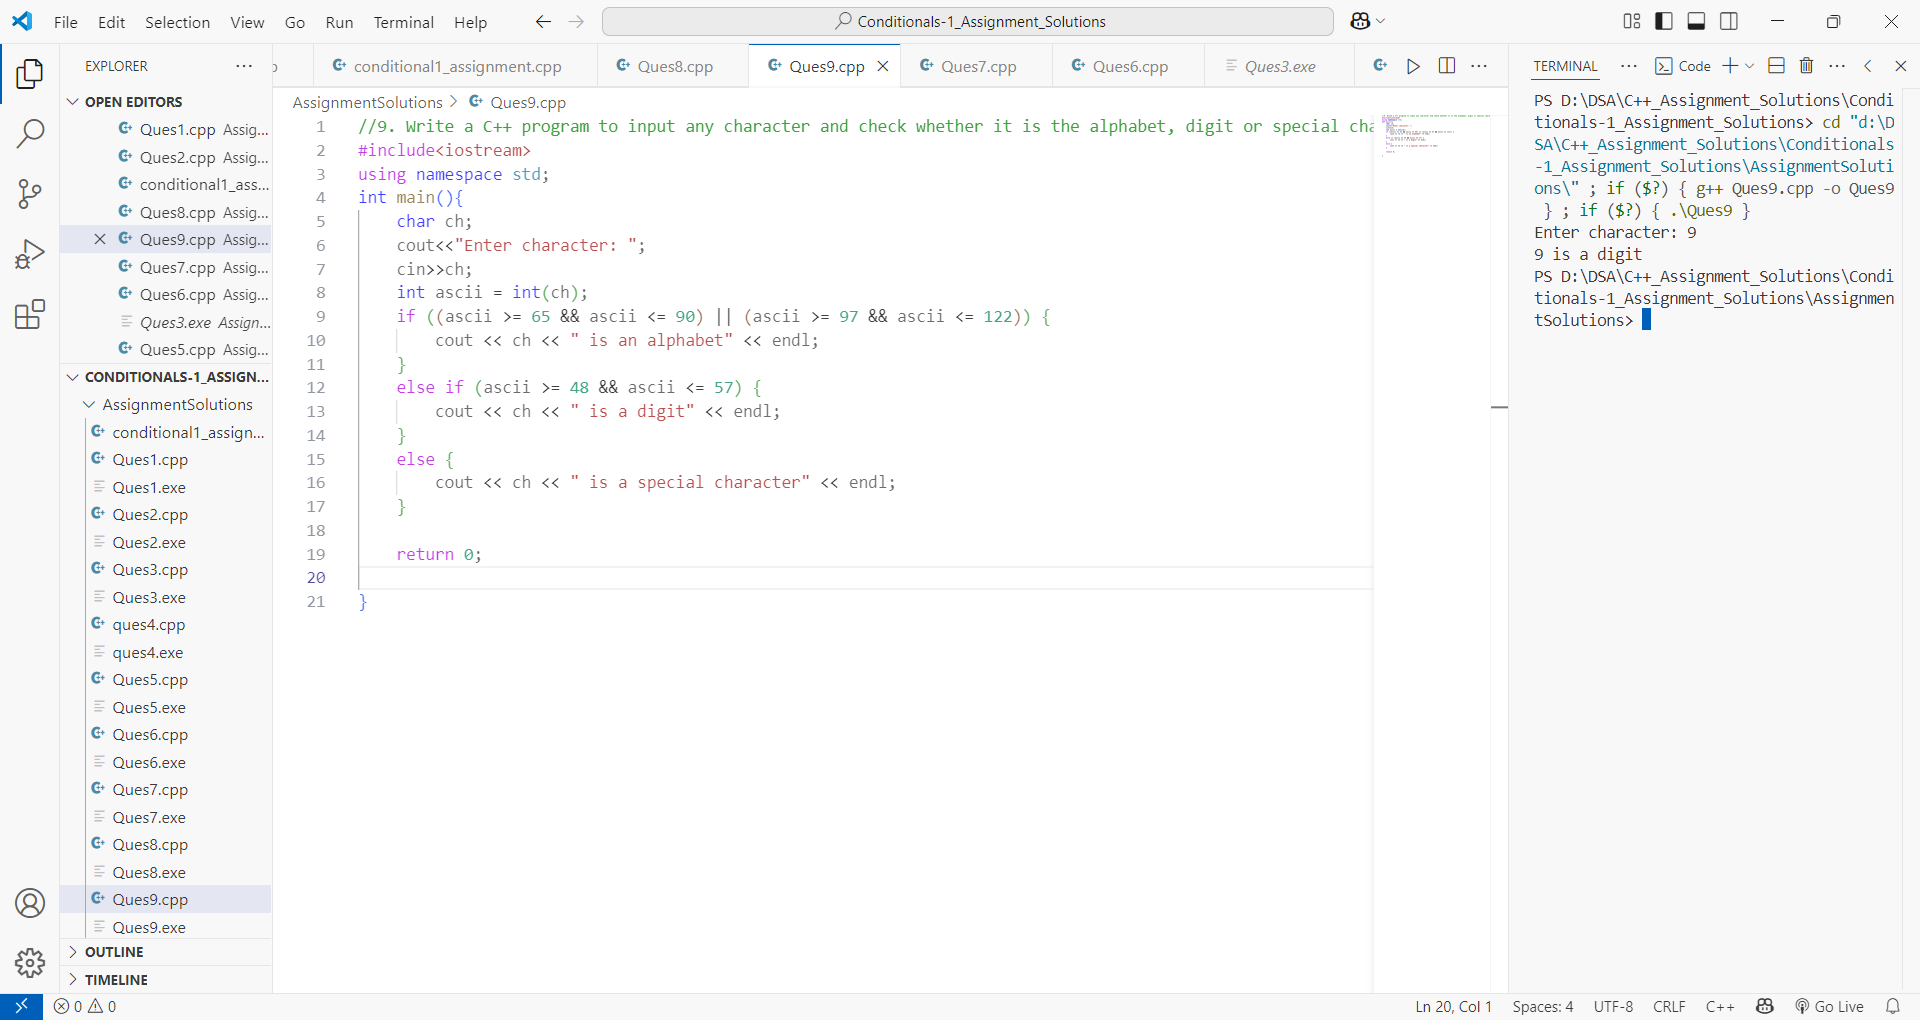 File Edit Selection View Go Run Terminal Help
Conditionals-1_Assignment_Solutions
EXPLORER
conditional1_assignment.cpp
Ques8.cpp
Ques9.cpp
Ques7.cpp
Ques6.cpp
Ques3.exe
TERMINAL
Code
OPEN EDITORS
Ques1.cpp Assig...
Ques2.cpp Assig...
conditional1_ass...
Ques8.cpp Assig...
Ques9.cpp Assig...
Ques7.cpp Assig...
Ques6.cpp Assig...
Ques3.exe Assign...
Ques5.cpp Assig...
CONDITIONALS-1_ASSIGN...
AssignmentSolutions
conditional1_assign...
Ques1.cpp
Ques1.exe
Ques2.cpp
Ques2.exe
Ques3.cpp
Ques3.exe
ques4.cpp
ques4.exe
Ques5.cpp
Ques5.exe
Ques6.cpp
Ques6.exe
Ques7.cpp
Ques7.exe
Ques8.cpp
Ques8.exe
Ques9.cpp
Ques9.exe
OUTLINE
TIMELINE
AssignmentSolutions > Ques9.cpp
1 //9. Write a C++ program to input any character and check whether it is the alphabet, digit or special cha
2 #include<iostream>
3 using namespace std;
4 int main(){
5 char ch;
6 cout<<"Enter character: ";
7 cin>>ch;
8 int ascii = int(ch);
9 if ((ascii >= 65 && ascii <= 90) || (ascii >= 97 && ascii <= 122)) {
10 cout << ch << " is an alphabet" << endl;
11 }
12 else if (ascii >= 48 && ascii <= 57) {
13 cout << ch << " is a digit" << endl;
14 }
15 else {
16 cout << ch << " is a special character" << endl;
17 }
18
19 return 0;
20
21 }
PS D:\DSA\C++_Assignment_Solutions\Condi
tionals-1_Assignment_Solutions> cd "d:\D
SA\C++_Assignment_Solutions\Conditionals
-1_Assignment_Solutions\AssignmentSoluti
ons\" ; if ($?) { g++ Ques9.cpp -o Ques9
} ; if ($?) { .\Ques9 }
Enter character: 9
9 is a digit
PS D:\DSA\C++_Assignment_Solutions\Condi
tionals-1_Assignment_Solutions\Assignmen
tSolutions>
0 0
Ln 20, Col 1 Spaces: 4 UTF-8 CRLF C++ Go Live